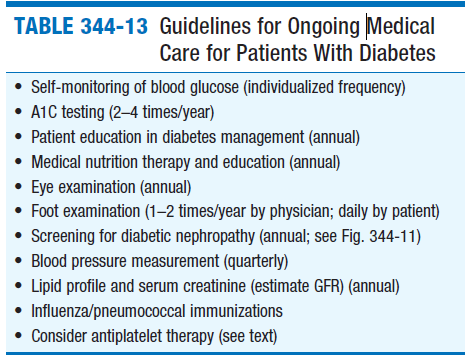 TABLE 344-13 Guidelines for Ongoing Medical
Care for Patients With Diabetes
• Self-monitoring of blood glucose (individualized frequency)
• A1C testing (2–4 times/year)
• Patient education in diabetes management (annual)
• Medical nutrition therapy and education (annual)
• Eye examination (annual)
• Foot examination (1–2 times/year by physician; daily by patient)
• Screening for diabetic nephropathy (annual; see Fig. 344-11)
• Blood pressure measurement (quarterly)
• Lipid profile and serum creatinine (estimate GFR) (annual)
• Influenza/pneumococcal immunizations
• Consider antiplatelet therapy (see text)